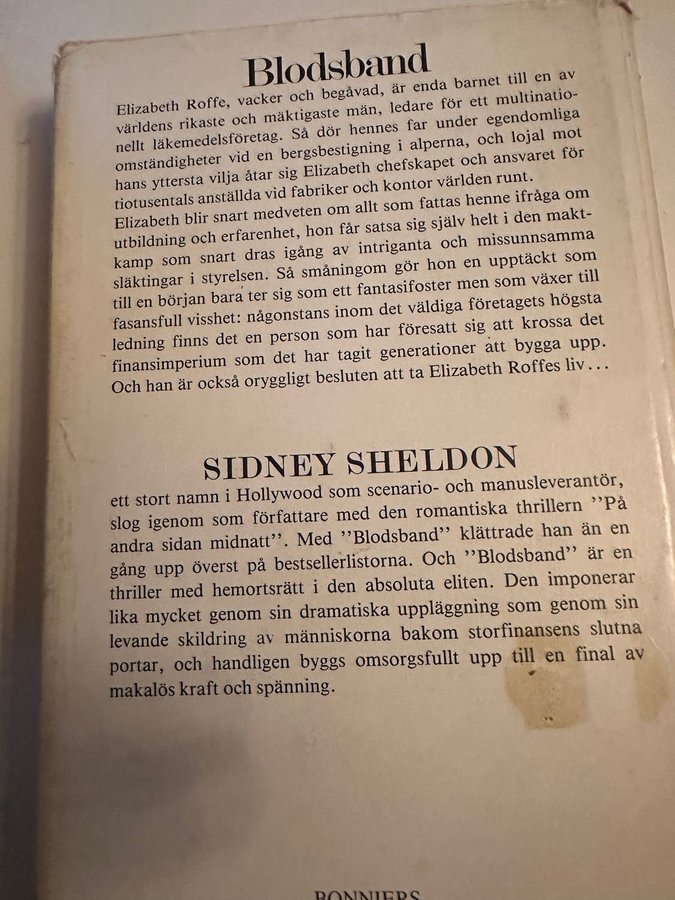 Blodsband
Elizabeth Roffe, vacker och begåvad, är enda barnet till en av
världens rikaste och mäktigaste män, ledare för ett multinatio-
nellt läkemedelsföretag. Så dör hennes far under egendomliga
omständigheter vid en bergsbestigning i alperna, och lojal mot
hans yttersta vilja åtar sig Elizabeth chefskapet och ansvaret för
tiotusentals anställda vid fabriker och kontor världen runt.
Elizabeth blir snart medveten om allt som fattas henne ifråga om
utbildning och erfarenhet, hon får satsa sig själv helt i den makt-
kamp som snart dras igång av intriganta och missunnsamma
släktingar i styrelsen. Så småningom gör hon en upptäckt som
till en början bara ter sig som ett fantasifoster men som växer till
fasansfull visshet: någonstans inom det väldiga företagets högsta
ledning finns det en person som har föresatt sig att krossa det
finansimperium som det har tagit generationer att bygga upp.
Och han är också oryggligt besluten att ta Elizabeth Roffes liv...
SIDNEY SHELDON
ett stort namn i Hollywood som scenario- och manusleverantör,
slog igenom som författare med den romantiska thrillern ”På
andra sidan midnatt”. Med ”Blodsband” klättrade han än en
gång upp överst på bestsellerlistorna. Och ”Blodsband” är en
thriller med hemortsrätt i den absoluta eliten. Den imponerar
lika mycket genom sin dramatiska uppläggning som genom sin
levande skildring av människorna bakom storfinansens slutna
portar, och handligen byggs omsorgsfullt upp till en final av
makalös kraft och spänning.
BONNIERS